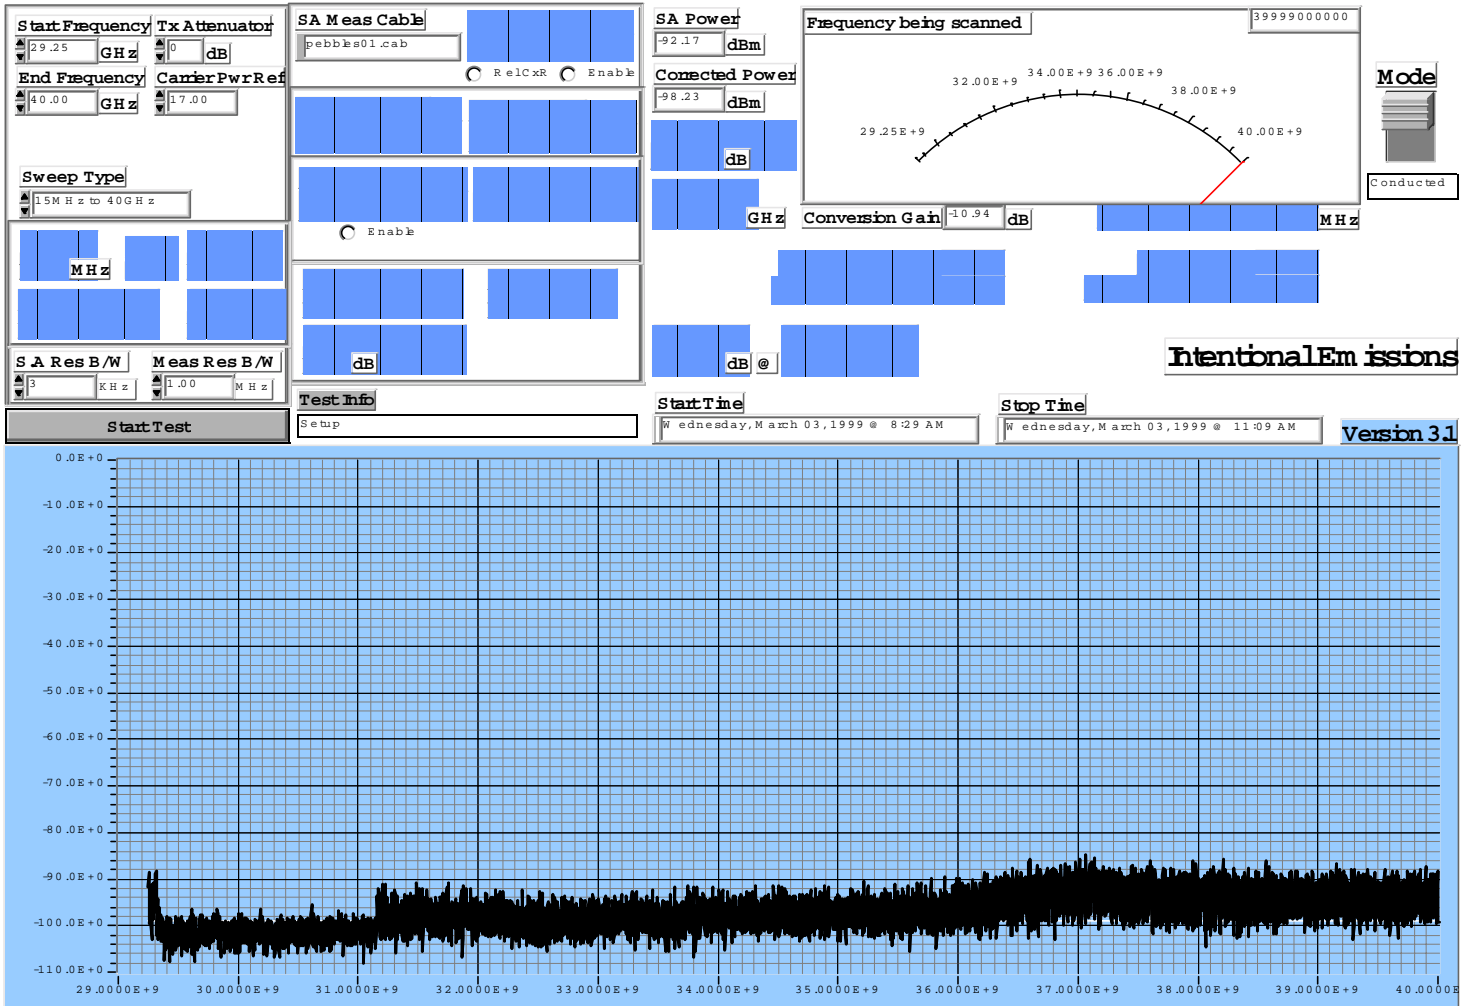 Start Frequency Tx Attenuator
29.25 GHz 0 dB
End Frequency Carrier Pwr Ref
40.00 GHz 17.00
Sweep Type
15MHz to 40GHz
MHz
S.A Res B/W Meas Res B/W
3 KHz 1.00 MHz
Start Test
SA Meas Cable
pebbles01.cab
RelCxR Enable
Enable
dB
Test Info
Setup
SA Power
-92.17 dBm
Corrected Power
-98.23 dBm
dB
GHz
Conversion Gain -10.94 dB
MHz
dB @
Frequency being scanned
39999000000
29.25E+9
32.00E+9
34.00E+9
36.00E+9
38.00E+9
40.00E+9
Mode
Conducted
Intentional Emissions
Start Time
Wednesday, March 03, 1999 @ 8:29 AM
Stop Time
Wednesday, March 03, 1999 @ 11:09 AM
Version 3.1
0.0E+0
-10.0E+0
-20.0E+0
-30.0E+0
-40.0E+0
-50.0E+0
-60.0E+0
-70.0E+0
-80.0E+0
-90.0E+0
-100.0E+0
-110.0E+0
29.0000E+9 30.0000E+9 31.0000E+9 32.0000E+9 33.0000E+9 34.0000E+9 35.0000E+9 36.0000E+9 37.0000E+9 38.0000E+9 39.0000E+9 40.0000E